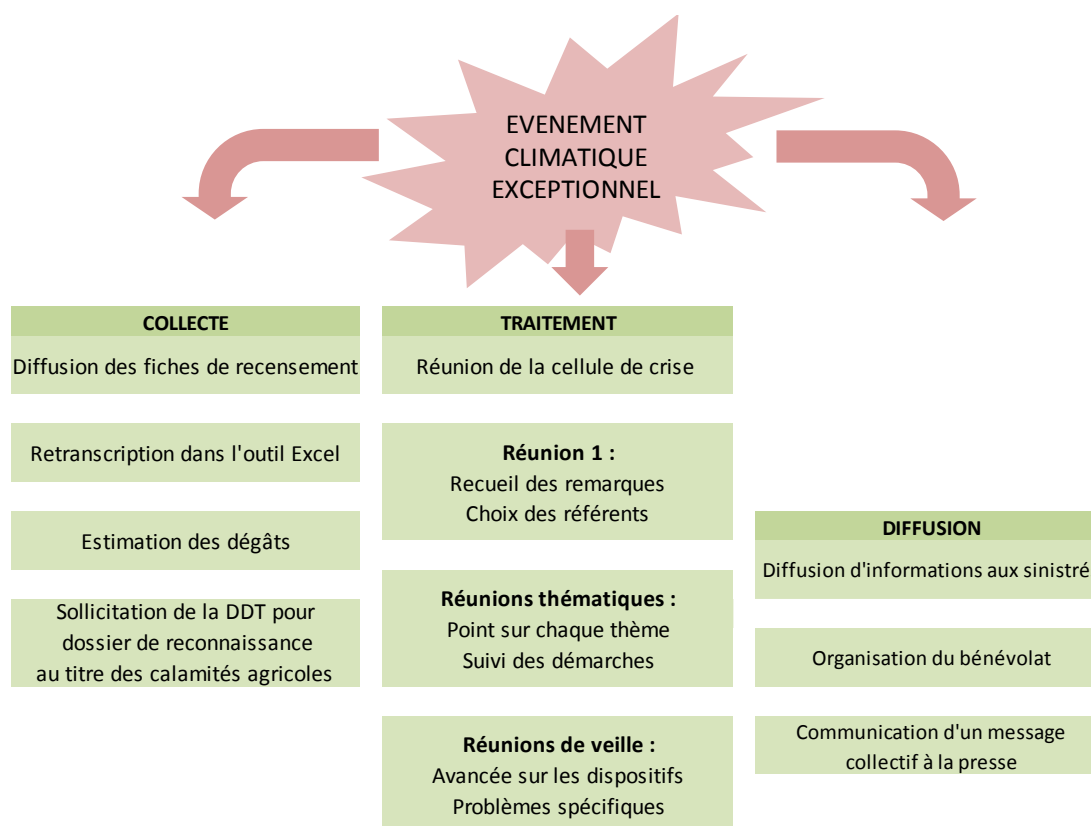 EVENEMENT
CLIMATIQUE
EXCEPTIONNEL
COLLECTE
Diffusion des fiches de recensement
Retranscription dans l'outil Excel
Estimation des dégâts
Sollicitation de la DDT pour
dossier de reconnaissance
au titre des calamités agricoles
TRAITEMENT
Réunion de la cellule de crise
Réunion 1 :
Recueil des remarques
Choix des référents
Réunions thématiques :
Point sur chaque thème
Suivi des démarches
Réunions de veille :
Avancée sur les dispositifs
Problèmes spécifiques
DIFFUSION
Diffusion d'informations aux sinistré
Organisation du bénévolat
Communication d'un message
collectif à la presse